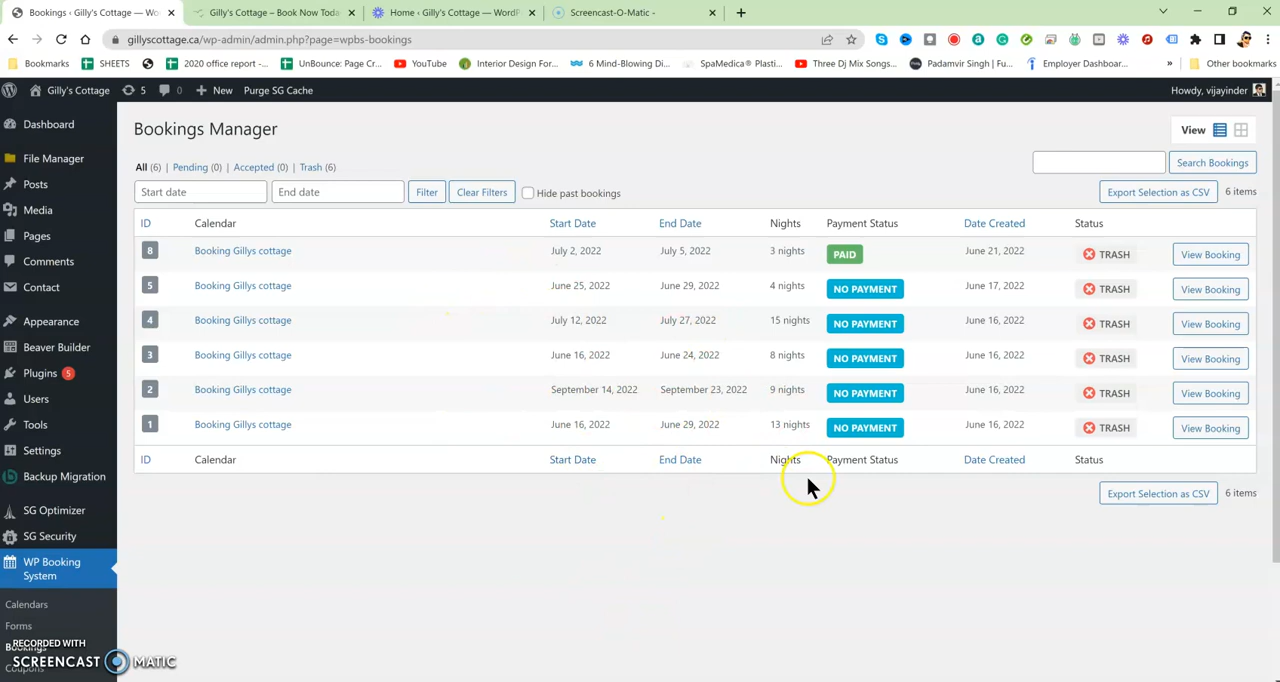 Bookings ‹ Gilly's Cottage — Wo
Gilly's Cottage – Book Now Toda
Home ‹ Gilly's Cottage — WordP
Screencast-O-Matic -
gillyscottage.ca/wp-admin/admin.php?page=wpbs-bookings
Bookmarks SHEETS 2020 office report -... UnBounce: Page Cr... YouTube Interior Design For... 6 Mind-Blowing Di... SpaMedica® Plasti... Three Dj Mix Songs... Padamvir Singh | Fu... Employer Dashboar... » Other bookmarks
Gilly's Cottage 5 0 + New Purge SG Cache Howdy, vijayinder
Dashboard
File Manager
Posts
Media
Pages
Comments
Contact
Appearance
Beaver Builder
Plugins 5
Users
Tools
Settings
Backup Migration
SG Optimizer
SG Security
WP Booking
System
Calendars
Forms
Bookings
Coupons
RECORDED WITH
SCREENCAST MATIC
Bookings Manager
View
All (6) | Pending (0) | Accepted (0) | Trash (6)
Search Bookings
Start date End date Filter Clear Filters Hide past bookings
Export Selection as CSV 6 items
ID Calendar Start Date End Date Nights Payment Status Date Created Status
8 Booking Gillys cottage July 2, 2022 July 5, 2022 3 nights PAID June 21, 2022 TRASH View Booking
5 Booking Gillys cottage June 25, 2022 June 29, 2022 4 nights NO PAYMENT June 17, 2022 TRASH View Booking
4 Booking Gillys cottage July 12, 2022 July 27, 2022 15 nights NO PAYMENT June 16, 2022 TRASH View Booking
3 Booking Gillys cottage June 16, 2022 June 24, 2022 8 nights NO PAYMENT June 16, 2022 TRASH View Booking
2 Booking Gillys cottage September 14, 2022 September 23, 2022 9 nights NO PAYMENT June 16, 2022 TRASH View Booking
1 Booking Gillys cottage June 16, 2022 June 29, 2022 13 nights NO PAYMENT June 16, 2022 TRASH View Booking
ID Calendar Start Date End Date Nights Payment Status Date Created Status
Export Selection as CSV 6 items